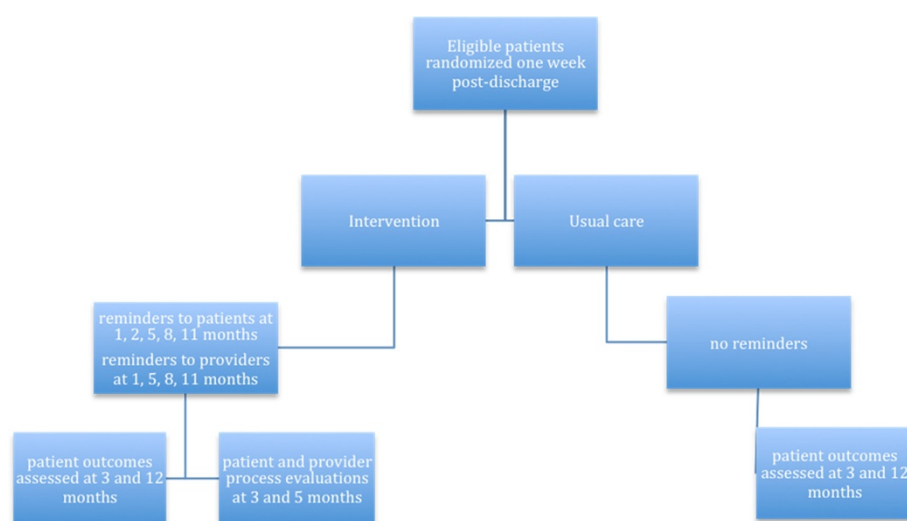 Eligible patients
randomized one week
post-discharge
Intervention
Usual care
reminders to patients at
1, 2, 5, 8, 11 months
reminders to providers
at 1, 5, 8, 11 months
no reminders
patient outcomes
assessed at 3 and 12
months
patient and provider
process evaluations
at 3 and 5 months
patient outcomes
assessed at 3 and 12
months